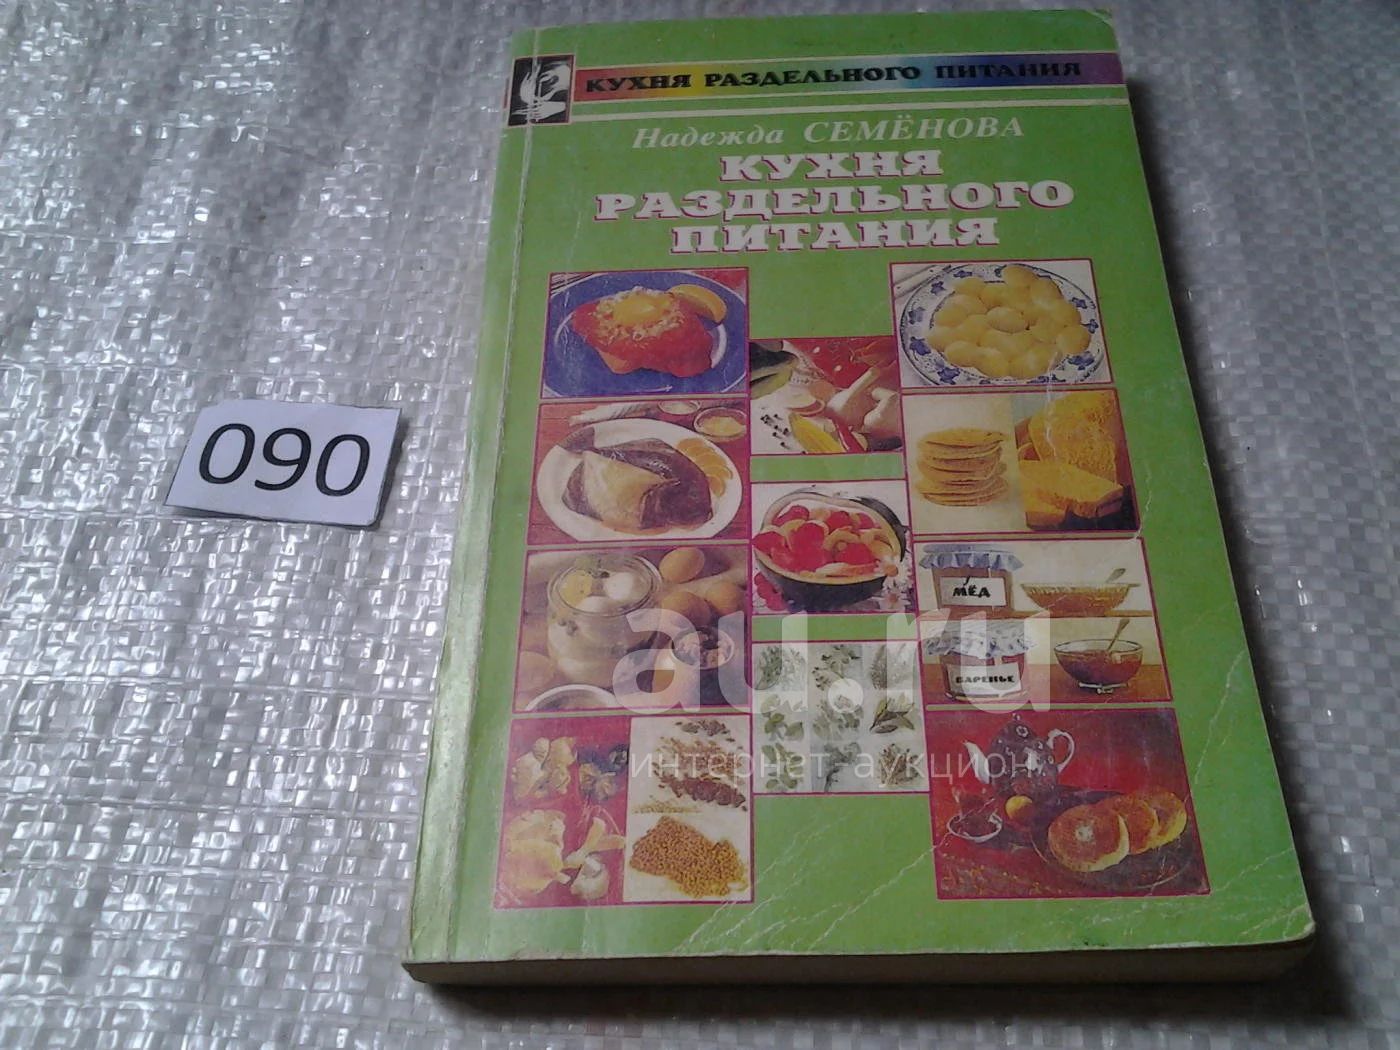 КУХНЯ РАЗДЕЛЬНОГО ПИТАНИЯ
Надежда СЕМЁНОВА
КУХНЯ
РАЗДЕЛЬНОГО
ПИТАНИЯ
090
МЁД
ВАРЕНЬЕ
au.ru
интернет аукцион